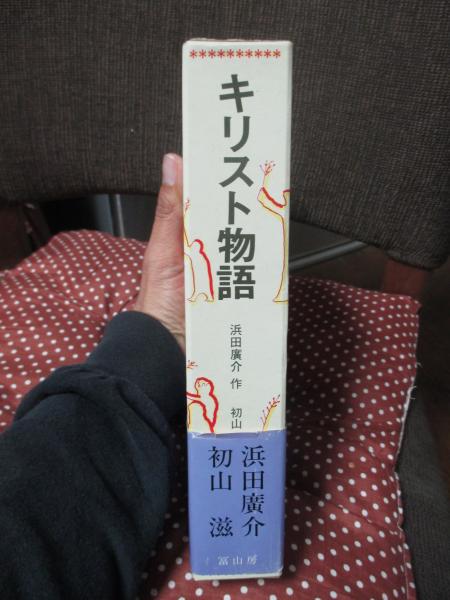 **********
キリスト物語
浜田廣介 作 初山
浜田廣介
初山 滋
冨山房